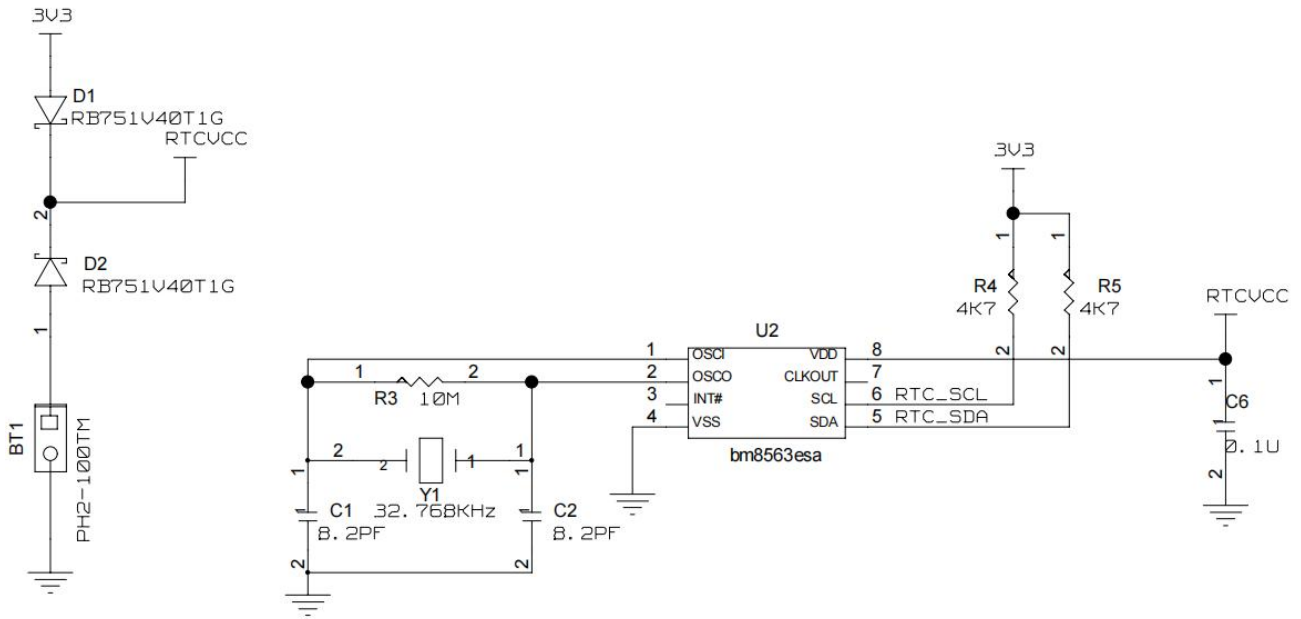 3V3
D1
RB751V40T1G
RTCVCC
2
D2
RB751V40T1G
1
BT1
PH2-100TM
3V3
1
1
R4
4K7
R5
4K7
2
2
RTCVCC
U2
1
OSCI
VDD
8
2
OSCO
CLKOUT
7
3
INT#
SCL
6
RTC_SCL
4
VSS
SDA
5
RTC_SDA
bm8563esa
1
2
R3
10M
2
2
1
1
Y1
32.768KHz
1
C1
8.2PF
2
1
C2
8.2PF
2
1
C6
0.1U
2